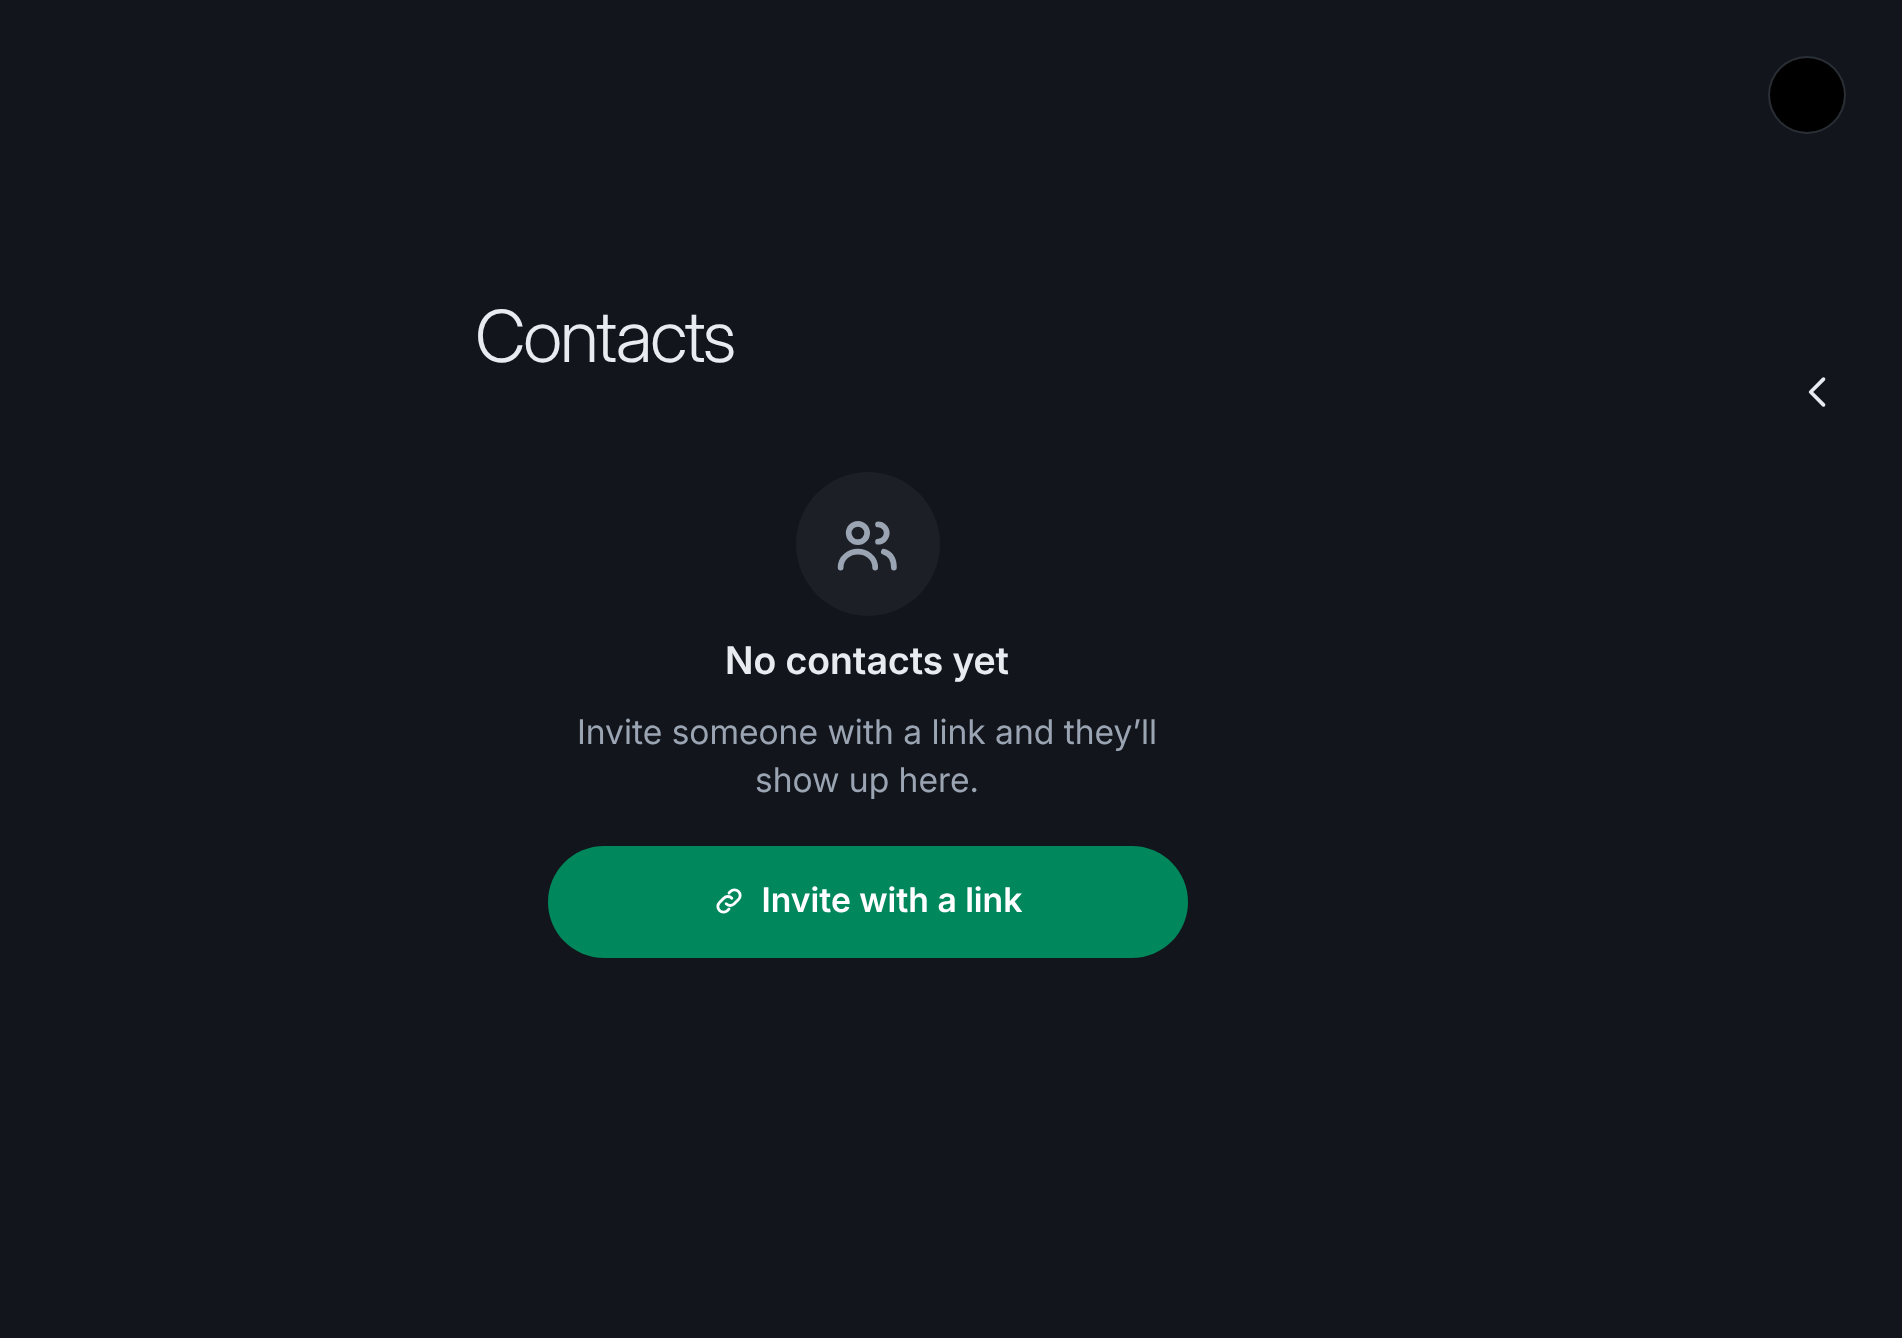 Contacts
No contacts yet
Invite someone with a link and they’ll
show up here.
Invite with a link